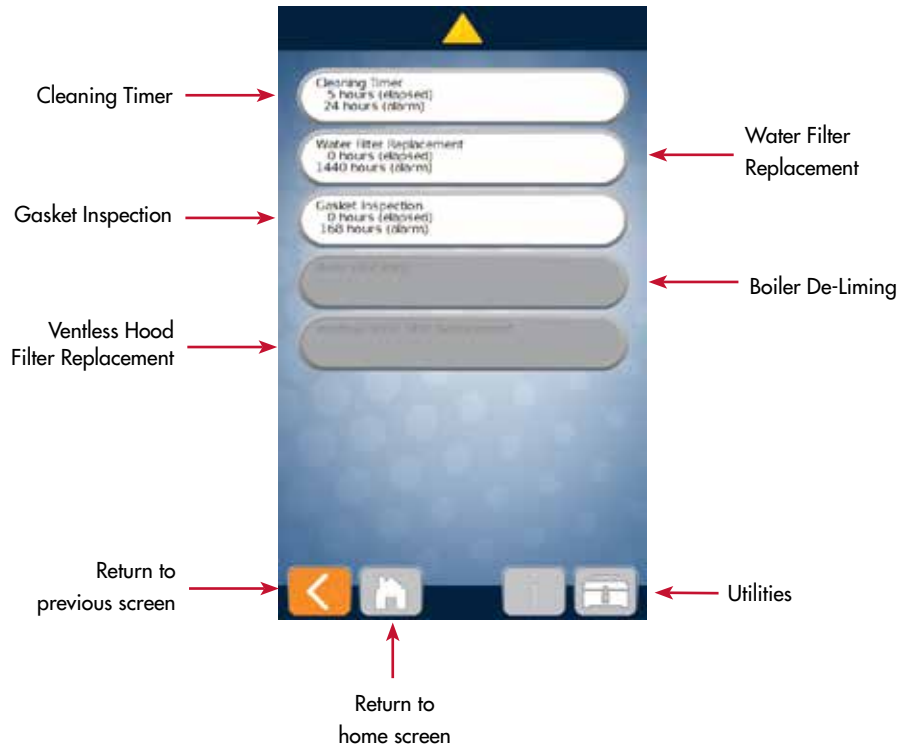 Cleaning Timer
Cleaning Timer
5 hours (elapsed)
24 hours (alarm)
Water Filter Replacement
0 hours (elapsed)
1440 hours (alarm)
Water Filter
Replacement
Gasket Inspection
Gasket Inspection
0 hours (elapsed)
168 hours (alarm)
Boiler De-Liming
Ventless Hood
Filter Replacement
Return to
previous screen
Utilities
Return to
home screen